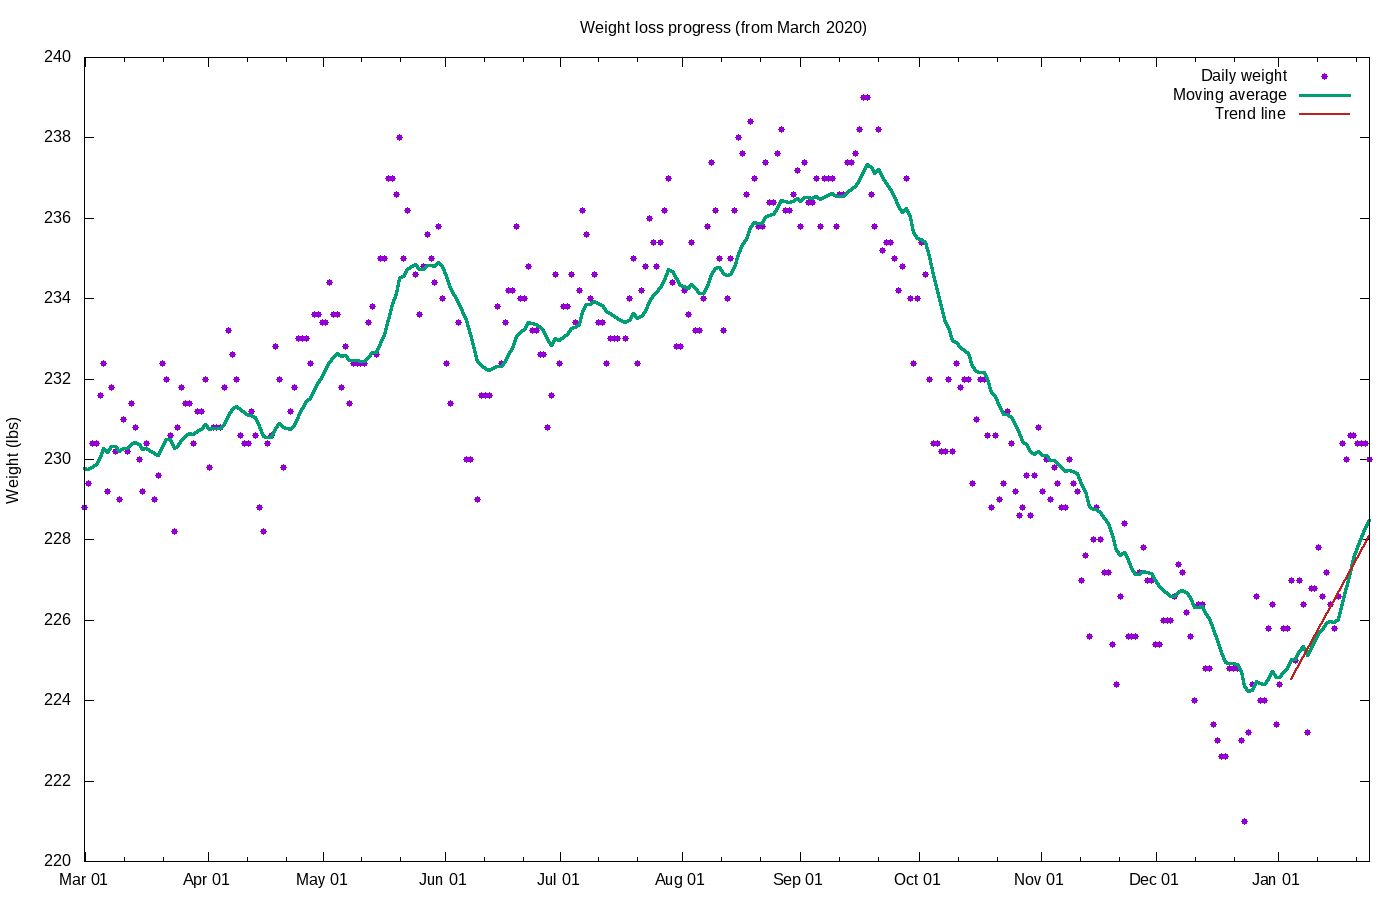 Weight loss progress (from March 2020)
240
238
236
234
232
230
228
226
224
222
220
Weight (lbs)
Daily weight
Moving average
Trend line
Mar 01
Apr 01
May 01
Jun 01
Jul 01
Aug 01
Sep 01
Oct 01
Nov 01
Dec 01
Jan 01